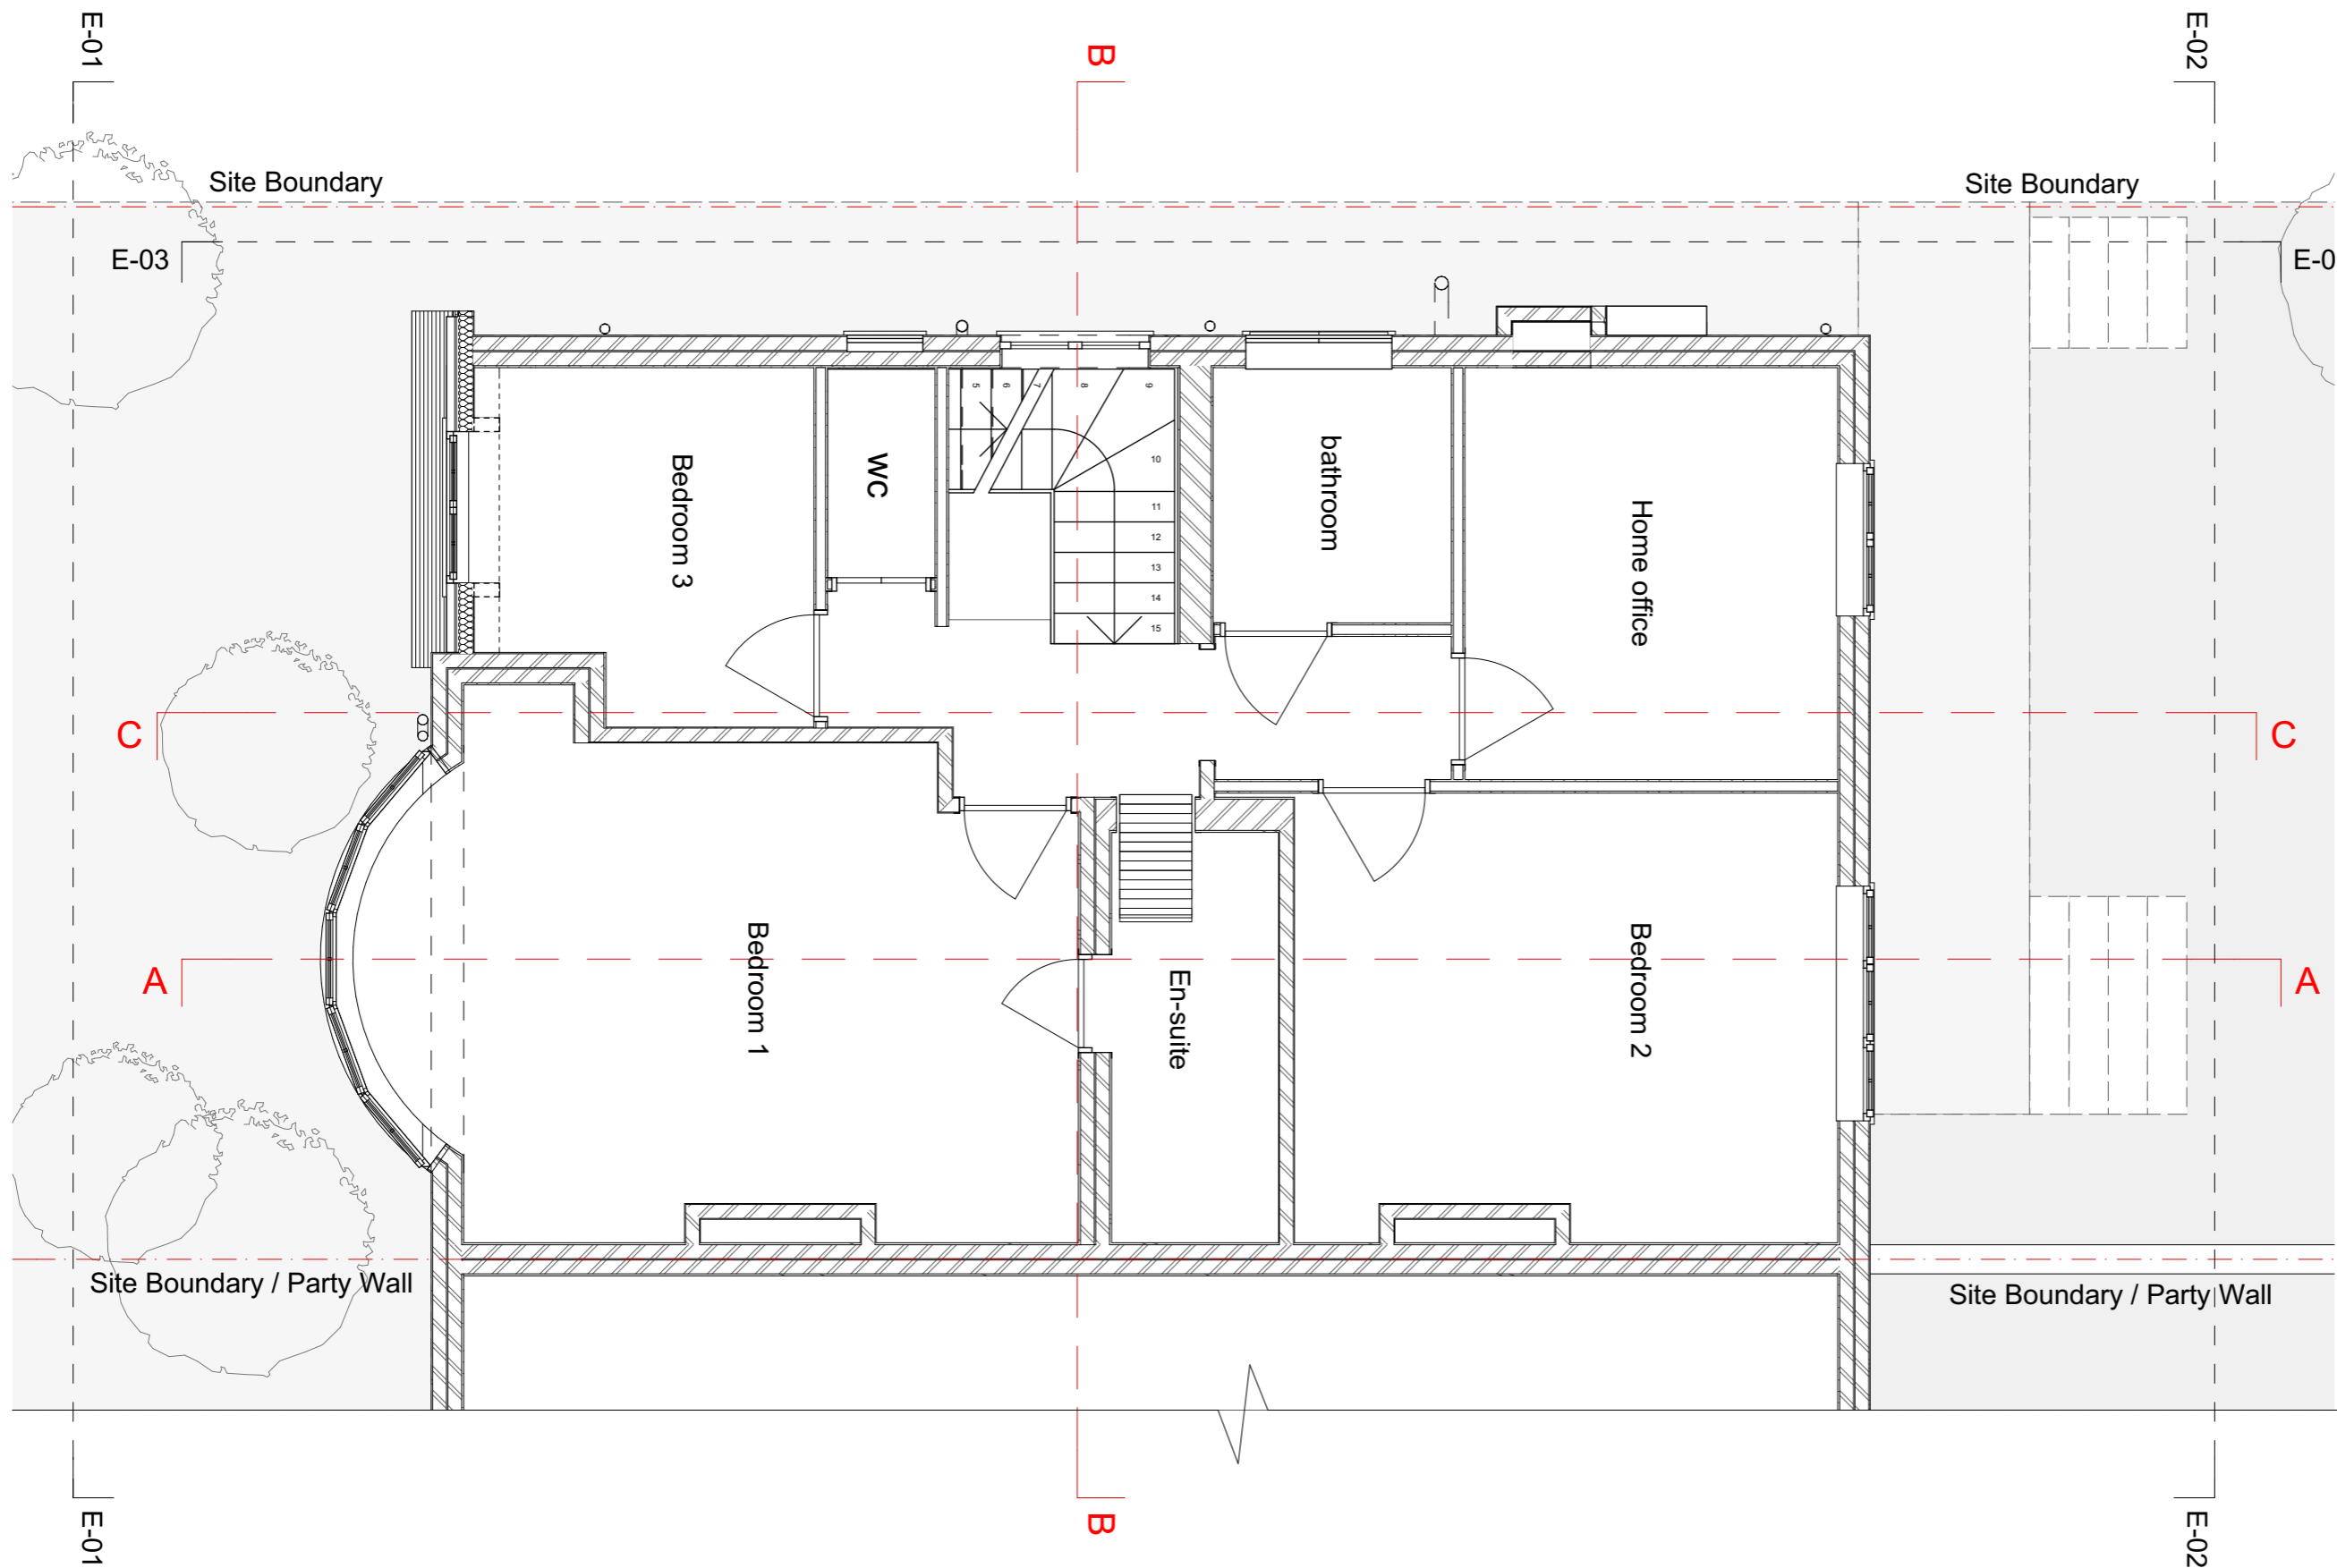 E-01
B
E-02
Site Boundary
Site Boundary
E-03
E-0
5
6
7
8
9
10
11
12
13
14
15
Bedroom 3
WC
bathroom
Home office
C
C
A
A
Bedroom 1
En-suite
Bedroom 2
Site Boundary / Party Wall
Site Boundary / Party Wall
E-01
B
E-02